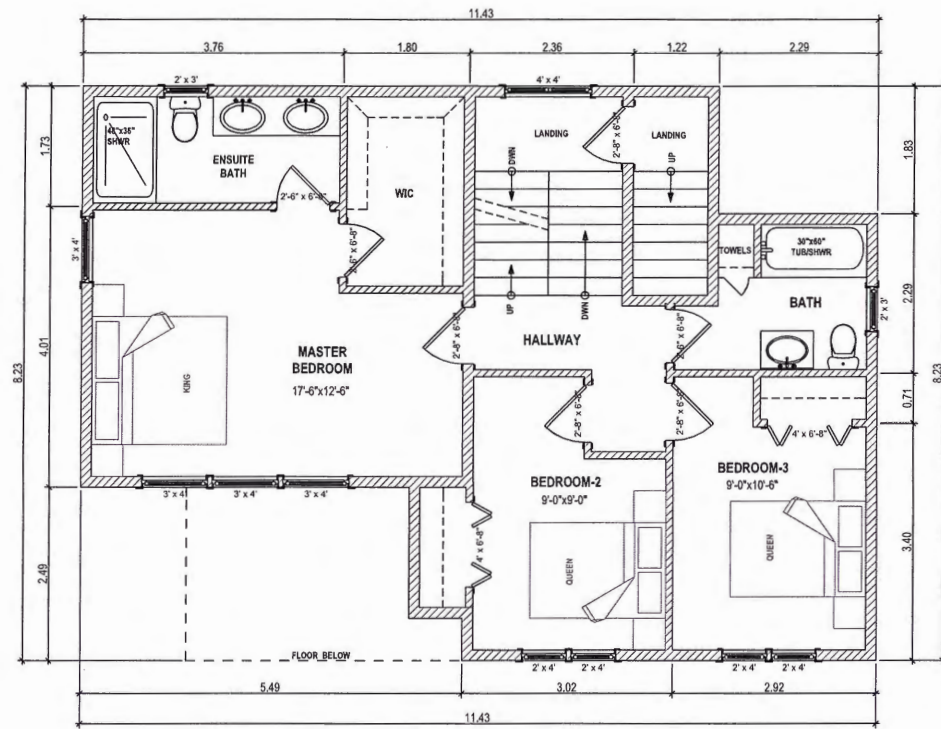 11.43
3.76
1.80
2.36
1.22
2.29
2' x 3'
4' x 4'
48"x36"
SHWR
ENSUITE
BATH
2'-6" x 6'-8"
WIC
2'-6" x 6'-8"
LANDING
LANDING
2'-8" x 6'-8"
DWN
UP
UP
DWN
1.73
1.83
3' x 4'
TOWELS
30"x60"
TUB/SHWR
BATH
2' x 3'
2.29
4.01
8.23
8.23
MASTER
BEDROOM
17'-6"x12'-6"
KING
HALLWAY
2'-8" x 6'-8"
2'-6" x 6'-8"
2'-8" x 6'-8"
2'-8" x 6'-8"
0.71
4' x 6'-8"
3' x 4'
3' x 4'
3' x 4'
BEDROOM-2
9'-0"x9'-0"
BEDROOM-3
9'-0"x10'-6"
4' x 6'-8"
QUEEN
QUEEN
3.40
2.49
FLOOR BELOW
2' x 4'
2' x 4'
2' x 4'
2' x 4'
5.49
3.02
2.92
11.43